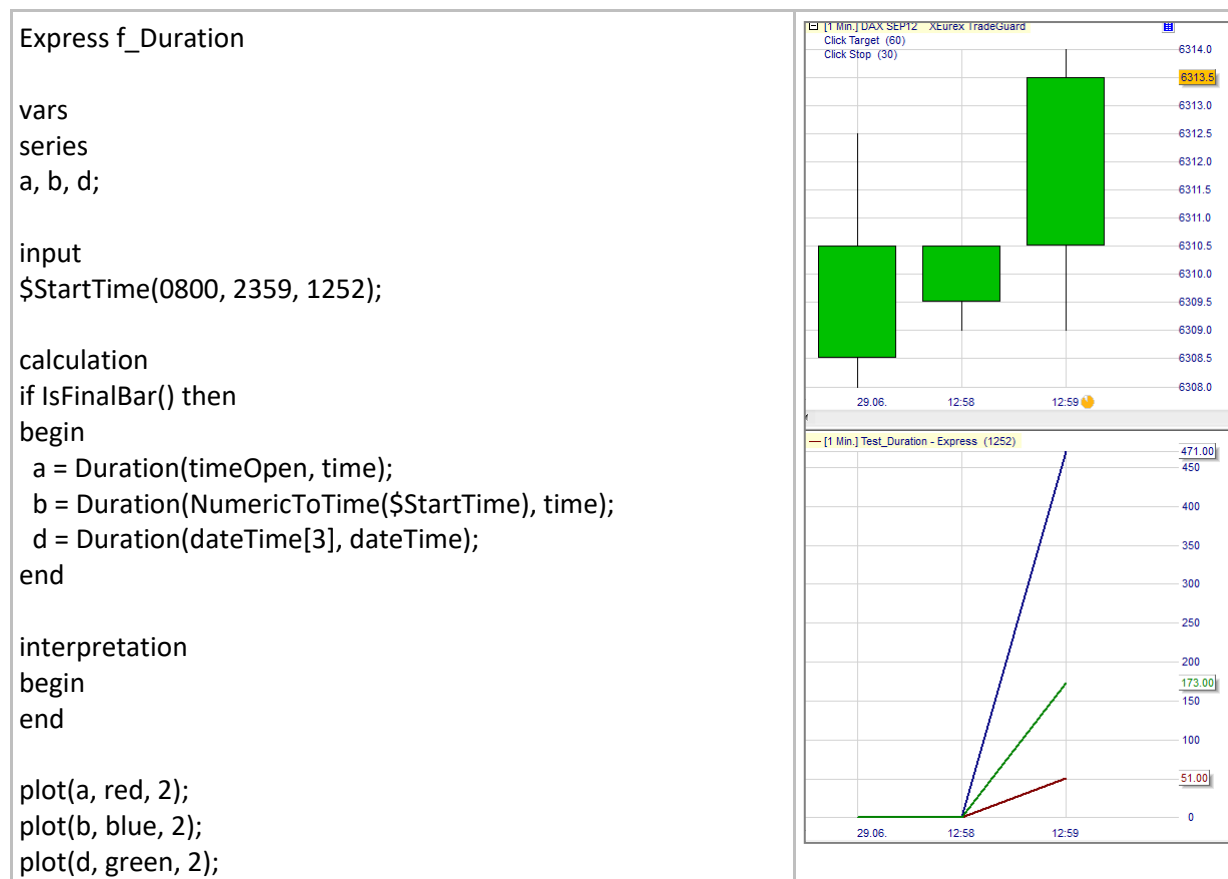 Express f_Duration
vars
series
a, b, d;
input
$StartTime(0800, 2359, 1252);
calculation
if IsFinalBar() then
begin
a = Duration(timeOpen, time);
b = Duration(NumericToTime($StartTime), time);
d = Duration(dateTime[3], dateTime);
end
interpretation
begin
end
plot(a, red, 2);
plot(b, blue, 2);
plot(d, green, 2);
[1 Min.] DAX SEP12 XEurex TradeGuard
Click Target (60)
Click Stop (30)
6314.0
6313.5
6313.0
6312.5
6312.0
6311.5
6311.0
6310.5
6310.0
6309.5
6309.0
6308.5
6308.0
29.06. 12:58 12:59
[1 Min.] Test_Duration - Express (1252)
471.00
450
400
350
300
250
200
173.00
150
100
51.00
0
29.06. 12:58 12:59